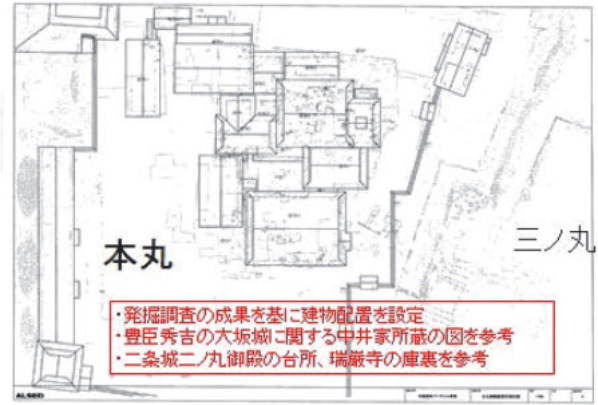 本丸
三ノ丸
・発掘調査の成果を基に建物配置を設定
・豊臣秀吉の大坂城に関する中井家所蔵の図を参考
・二条城二ノ丸御殿の台所、瑞巌寺の庫裏を参考